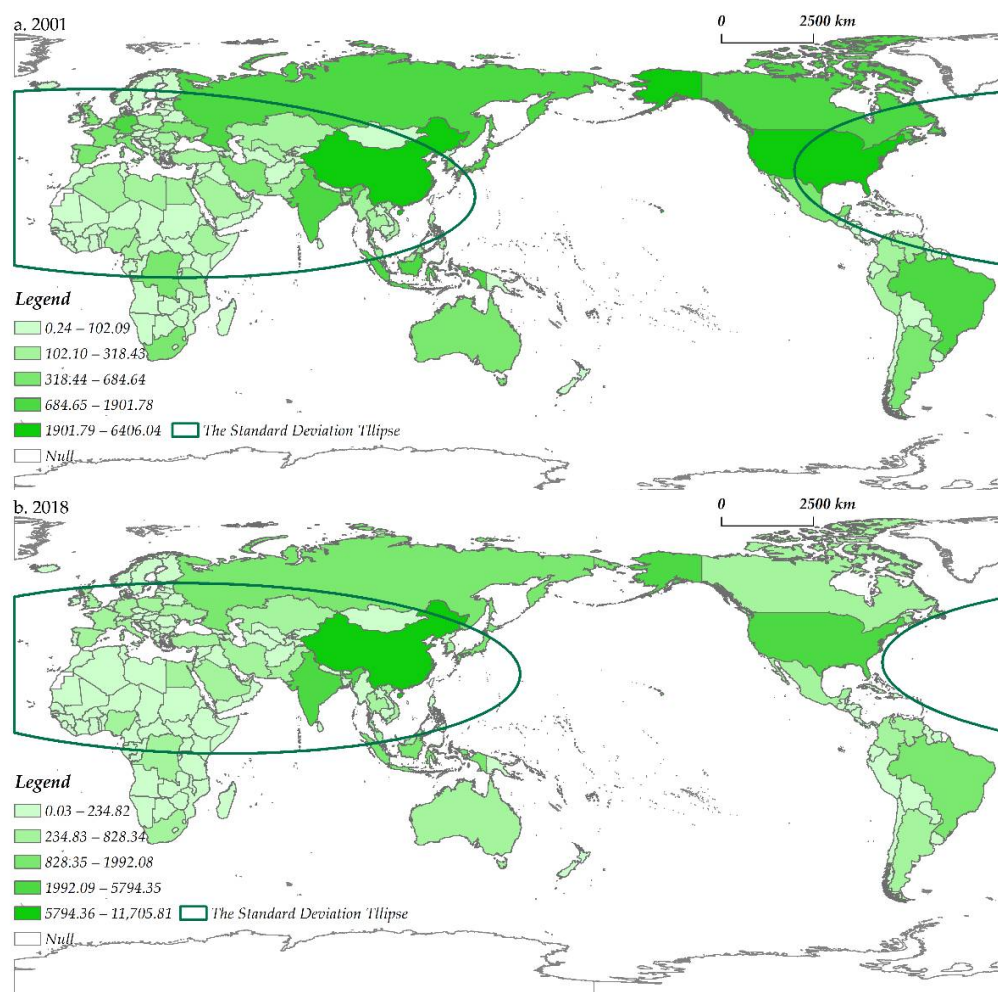 a. 2001
0 2500 km
Legend
0.24 – 102.09
102.10 – 318.43
318.44 – 684.64
684.65 – 1901.78
1901.79 – 6406.04 The Standard Deviation Tllipse
Null
b. 2018
0 2500 km
Legend
0.03 – 234.82
234.83 – 828.34
828.35 – 1992.08
1992.09 – 5794.35
5794.36 – 11,705.81 The Standard Deviation Tllipse
Null